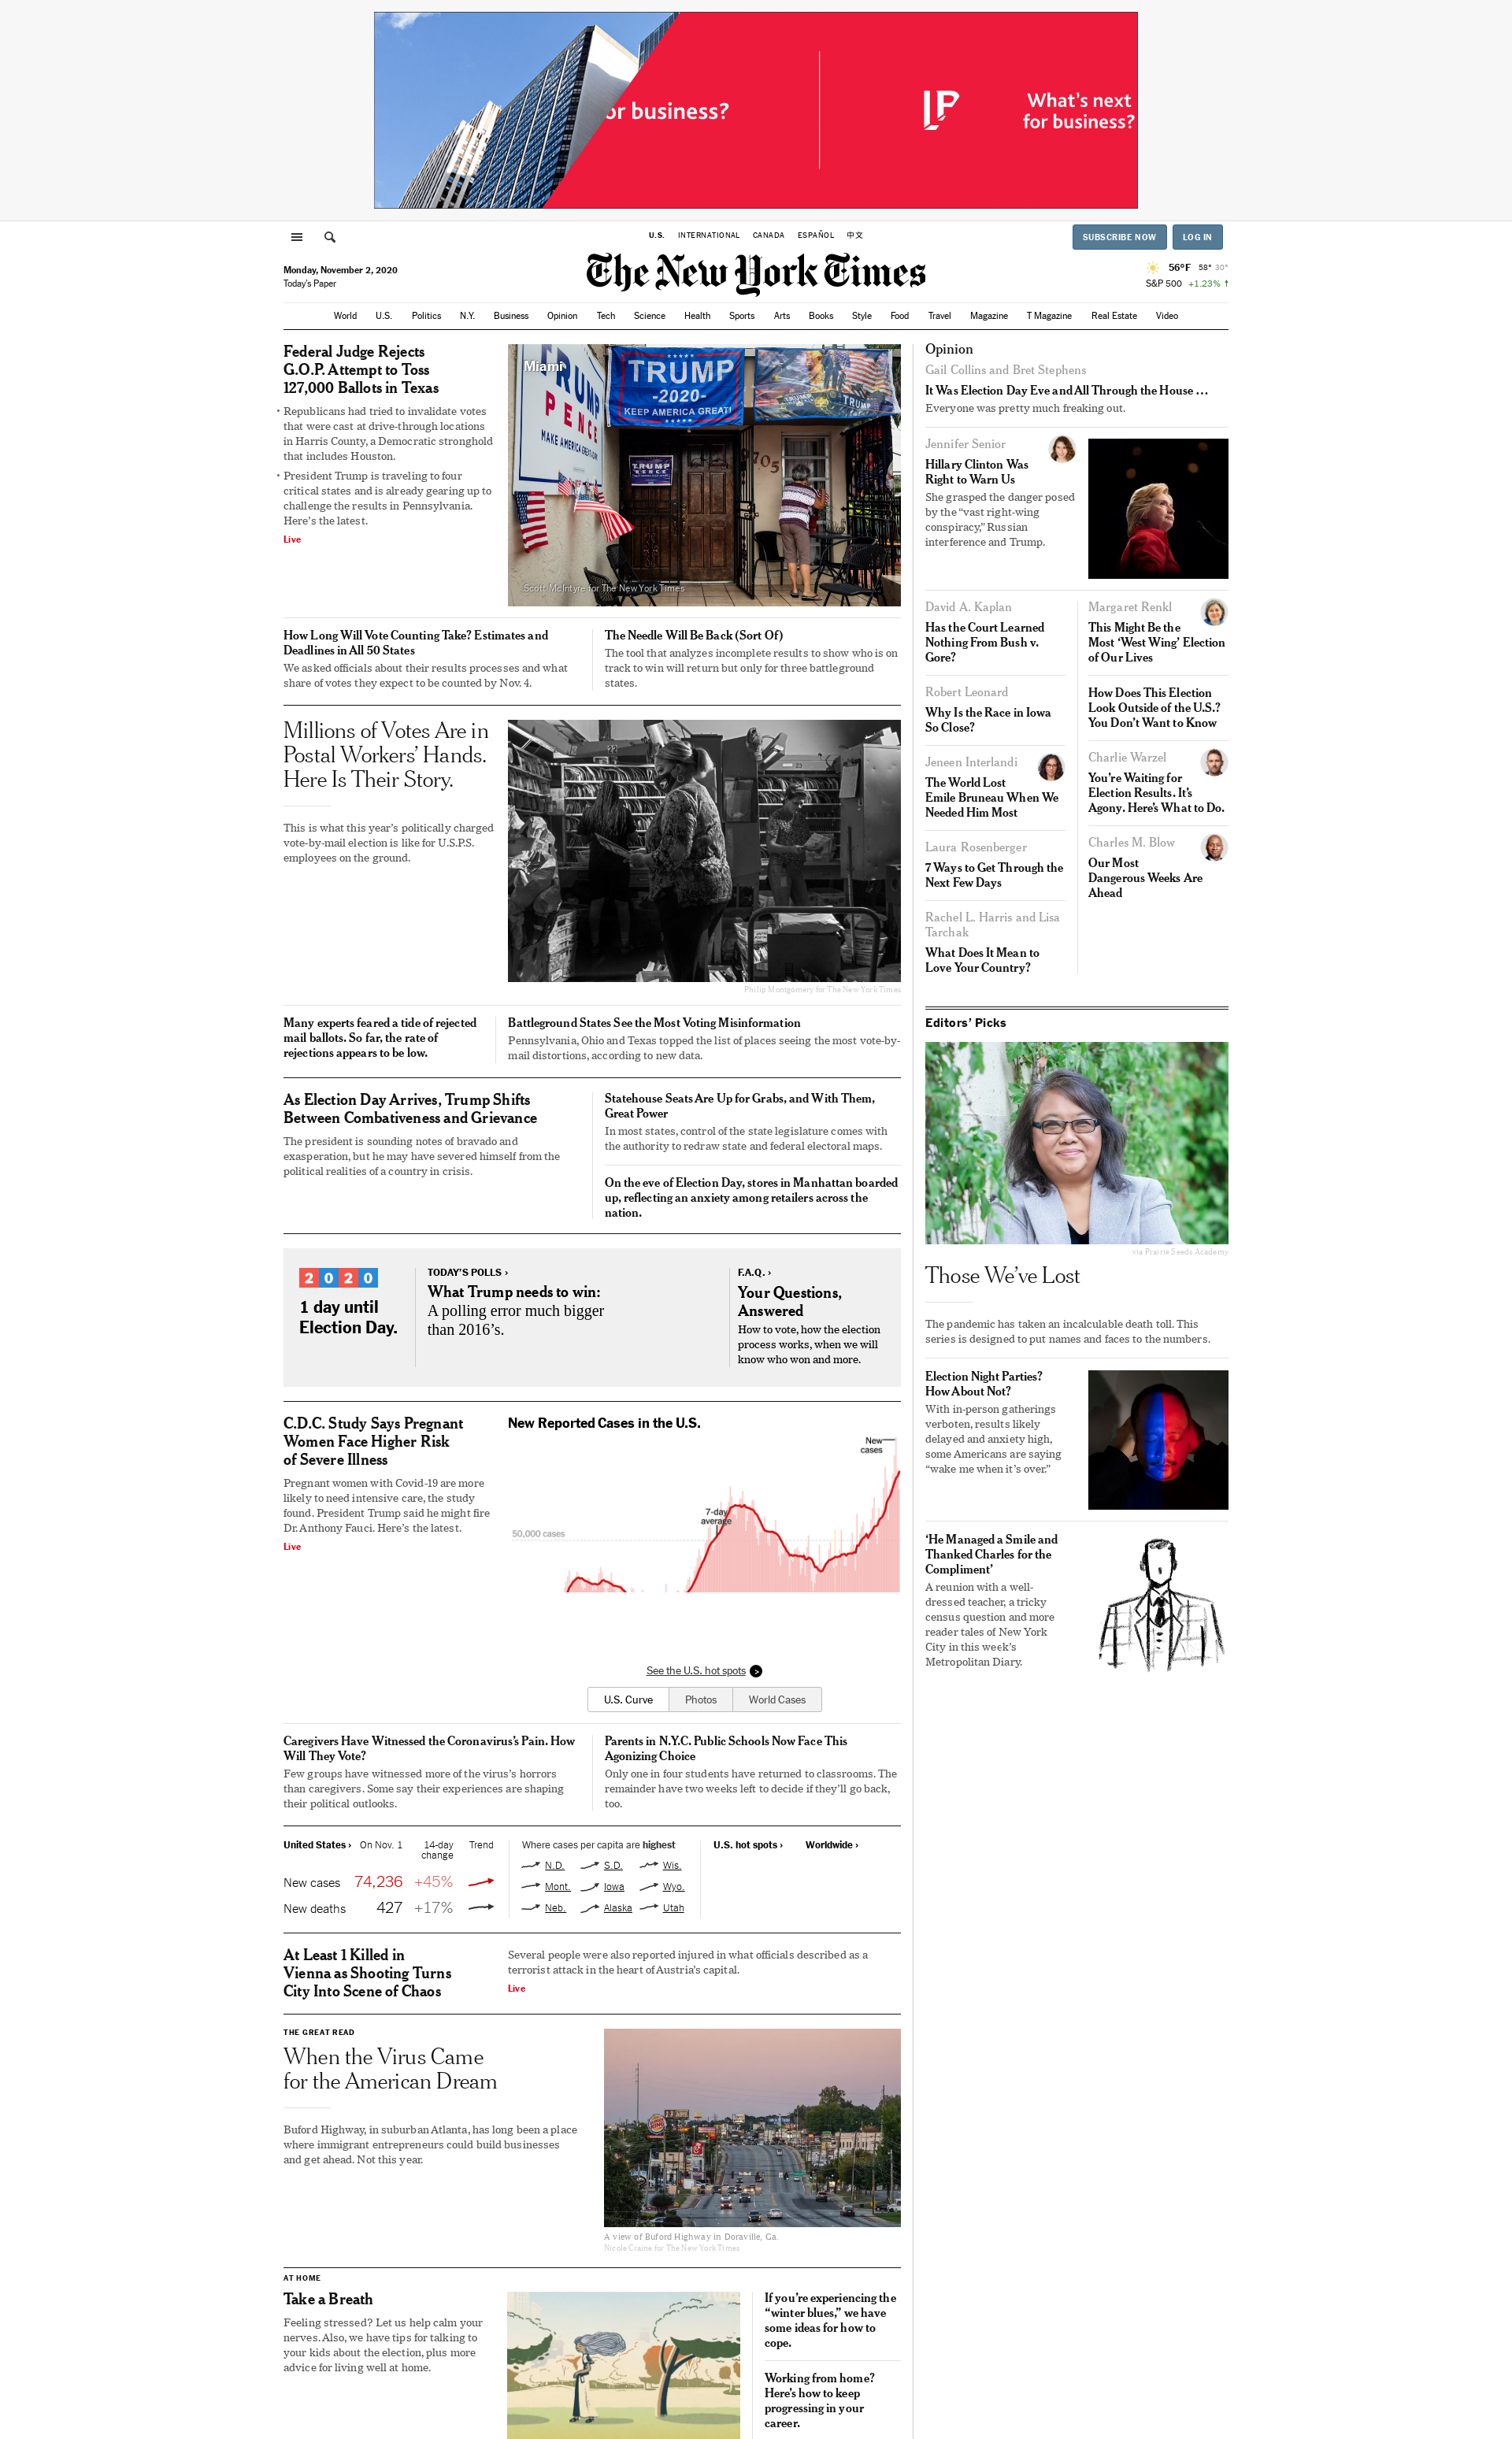 or business?
What's next
for business?
U.S. INTERNATIONAL CANADA ESPAÑOL 中文
SUBSCRIBE NOW LOG IN
Monday, November 2, 2020
Today's Paper
The New York Times
56°F 58° 30°
S&P 500 +1.23% ↑
World U.S. Politics N.Y. Business Opinion Tech Science Health Sports Arts Books Style Food Travel Magazine T Magazine Real Estate Video
Federal Judge Rejects
G.O.P. Attempt to Toss
127,000 Ballots in Texas
• Republicans had tried to invalidate votes
that were cast at drive-through locations
in Harris County, a Democratic stronghold
that includes Houston.
• President Trump is traveling to four
critical states and is already gearing up to
challenge the results in Pennsylvania.
Here's the latest.
Live
Miami
TRUMP
PENCE
MAKE AMERICA GREAT
TRUMP
-2020-
KEEP AMERICA GREAT!
TRUMP
TRUMP
PENCE
705
Scott McIntyre for The New York Times
How Long Will Vote Counting Take? Estimates and
Deadlines in All 50 States
We asked officials about their results processes and what
share of votes they expect to be counted by Nov. 4.
The Needle Will Be Back (Sort Of)
The tool that analyzes incomplete results to show who is on
track to win will return but only for three battleground
states.
Millions of Votes Are in
Postal Workers' Hands.
Here Is Their Story.
This is what this year's politically charged
vote-by-mail election is like for U.S.P.S.
employees on the ground.
22
23
Philip Montgomery for The New York Times
Many experts feared a tide of rejected
mail ballots. So far, the rate of
rejections appears to be low.
Battleground States See the Most Voting Misinformation
Pennsylvania, Ohio and Texas topped the list of places seeing the most vote-by-
mail distortions, according to new data.
As Election Day Arrives, Trump Shifts
Between Combativeness and Grievance
The president is sounding notes of bravado and
exasperation, but he may have severed himself from the
political realities of a country in crisis.
Statehouse Seats Are Up for Grabs, and With Them,
Great Power
In most states, control of the state legislature comes with
the authority to redraw state and federal electoral maps.
On the eve of Election Day, stores in Manhattan boarded
up, reflecting an anxiety among retailers across the
nation.
2020
1 day until
Election Day.
TODAY'S POLLS ›
What Trump needs to win:
A polling error much bigger
than 2016's.
F.A.Q. ›
Your Questions,
Answered
How to vote, how the election
process works, when we will
know who won and more.
C.D.C. Study Says Pregnant
Women Face Higher Risk
of Severe Illness
Pregnant women with Covid-19 are more
likely to need intensive care, the study
found. President Trump said he might fire
Dr. Anthony Fauci. Here's the latest.
Live
New Reported Cases in the U.S.
New
cases
7-day
average
50,000 cases
See the U.S. hot spots
U.S. Curve Photos World Cases
Caregivers Have Witnessed the Coronavirus's Pain. How
Will They Vote?
Few groups have witnessed more of the virus's horrors
than caregivers. Some say their experiences are shaping
their political outlooks.
Parents in N.Y.C. Public Schools Now Face This
Agonizing Choice
Only one in four students have returned to classrooms. The
remainder have two weeks left to decide if they'll go back,
too.
United States › On Nov. 1 14-day
change Trend
New cases 74,236 +45%
New deaths 427 +17%
Where cases per capita are highest
N.D. S.D. Wis.
Mont. Iowa Wyo.
Neb. Alaska Utah
U.S. hot spots › Worldwide ›
At Least 1 Killed in
Vienna as Shooting Turns
City Into Scene of Chaos
Several people were also reported injured in what officials described as a
terrorist attack in the heart of Austria's capital.
Live
THE GREAT READ
When the Virus Came
for the American Dream
Buford Highway, in suburban Atlanta, has long been a place
where immigrant entrepreneurs could build businesses
and get ahead. Not this year.
A view of Buford Highway in Doraville, Ga.
Nicole Craine for The New York Times
AT HOME
Take a Breath
Feeling stressed? Let us help calm your
nerves. Also, we have tips for talking to
your kids about the election, plus more
advice for living well at home.
If you're experiencing the
“winter blues,” we have
some ideas for how to
cope.
Working from home?
Here's how to keep
progressing in your
career.
Opinion
Gail Collins and Bret Stephens
It Was Election Day Eve and All Through the House …
Everyone was pretty much freaking out.
Jennifer Senior
Hillary Clinton Was
Right to Warn Us
She grasped the danger posed
by the “vast right-wing
conspiracy,” Russian
interference and Trump.
David A. Kaplan
Has the Court Learned
Nothing From Bush v.
Gore?
Robert Leonard
Why Is the Race in Iowa
So Close?
Jeneen Interlandi
The World Lost
Emile Bruneau When We
Needed Him Most
Laura Rosenberger
7 Ways to Get Through the
Next Few Days
Rachel L. Harris and Lisa
Tarchak
What Does It Mean to
Love Your Country?
Margaret Renkl
This Might Be the
Most ‘West Wing’ Election
of Our Lives
How Does This Election
Look Outside of the U.S.?
You Don't Want to Know
Charlie Warzel
You're Waiting for
Election Results. It's
Agony. Here's What to Do.
Charles M. Blow
Our Most
Dangerous Weeks Are
Ahead
Editors' Picks
via Prairie Seeds Academy
Those We've Lost
The pandemic has taken an incalculable death toll. This
series is designed to put names and faces to the numbers.
Election Night Parties?
How About Not?
With in-person gatherings
verboten, results likely
delayed and anxiety high,
some Americans are saying
“wake me when it's over.”
‘He Managed a Smile and
Thanked Charles for the
Compliment’
A reunion with a well-
dressed teacher, a tricky
census question and more
reader tales of New York
City in this week's
Metropolitan Diary.